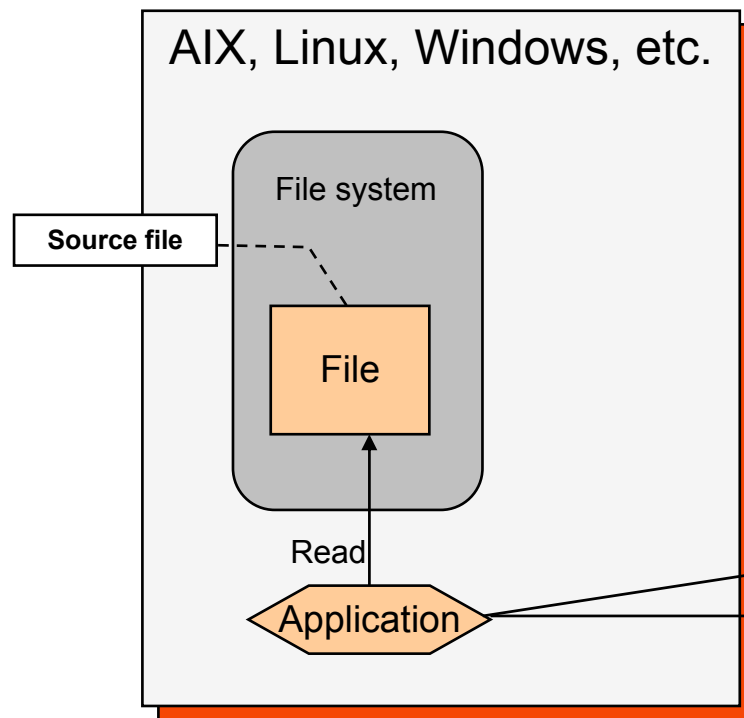 AIX, Linux, Windows, etc.
File system
Source file
File
Read
Application